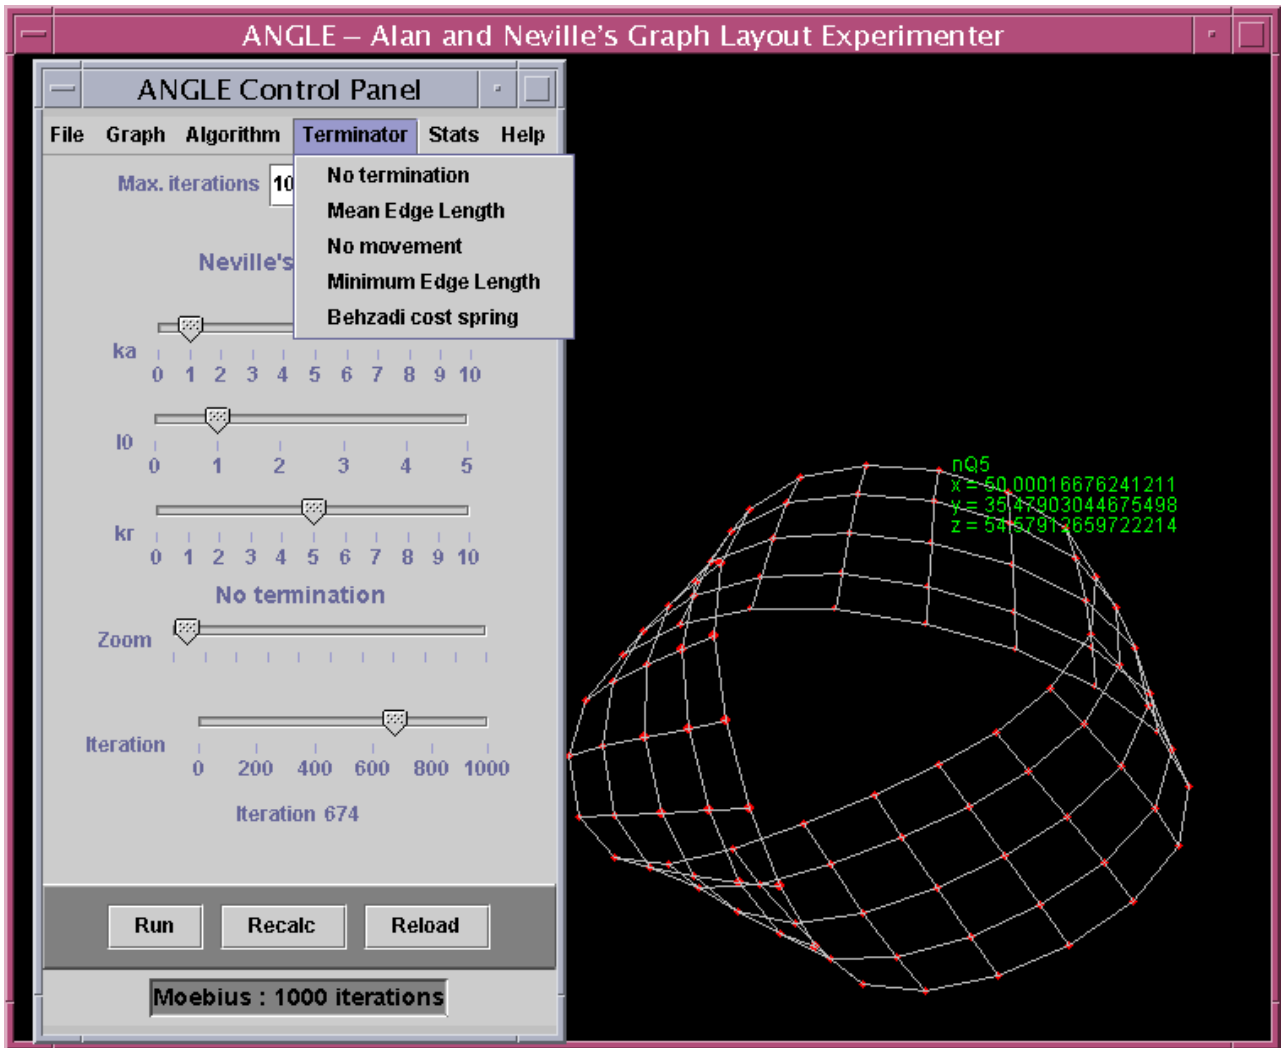 ANGLE – Alan and Neville's Graph Layout Experimenter
ANGLE Control Panel
File Graph Algorithm Terminator Stats Help
Max. iterations 10
No termination
Mean Edge Length
No movement
Minimum Edge Length
Behzadi cost spring
Neville's
ka
0 1 2 3 4 5 6 7 8 9 10
l0
0 1 2 3 4 5
kr
0 1 2 3 4 5 6 7 8 9 10
No termination
Zoom
Iteration
0 200 400 600 800 1000
Iteration 674
Run Recalc Reload
Moebius : 1000 iterations
nQ5
x = 50.00016676241211
y = 35.47903044675498
z = 54.57912659722214